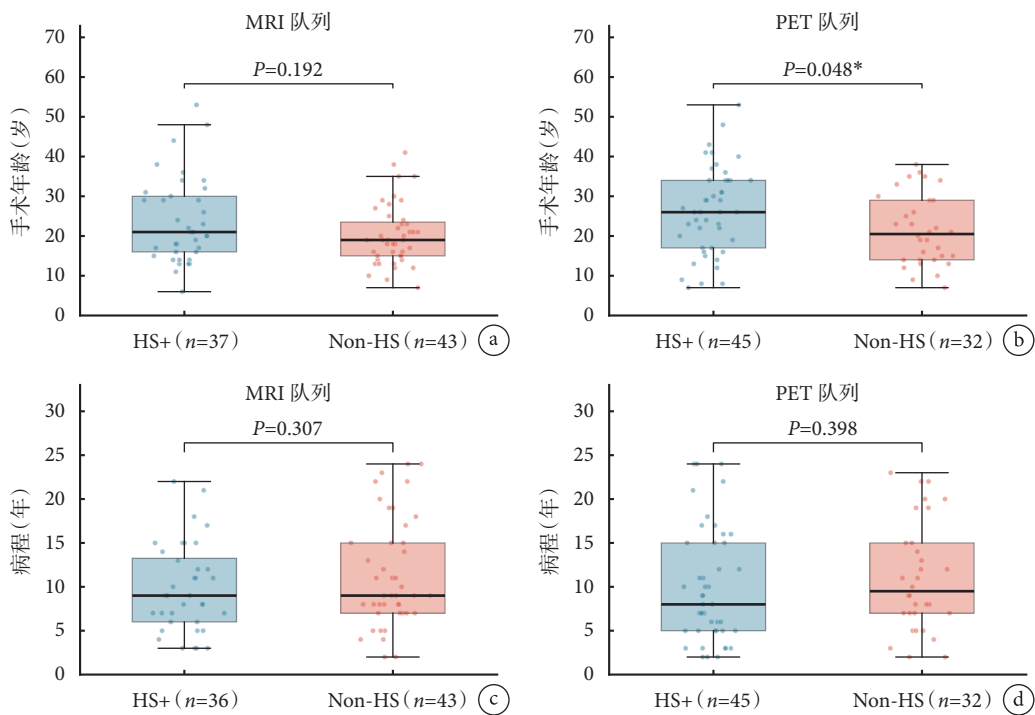 MRI 队列
P=0.192
手术年龄(岁)
70
60
50
40
30
20
10
0
HS+(n=37)
Non-HS(n=43)
a
PET 队列
P=0.048*
手术年龄(岁)
70
60
50
40
30
20
10
0
HS+(n=45)
Non-HS(n=32)
b
MRI 队列
P=0.307
病程(年)
30
25
20
15
10
5
0
HS+(n=36)
Non-HS(n=43)
c
PET 队列
P=0.398
病程(年)
30
25
20
15
10
5
0
HS+(n=45)
Non-HS(n=32)
d